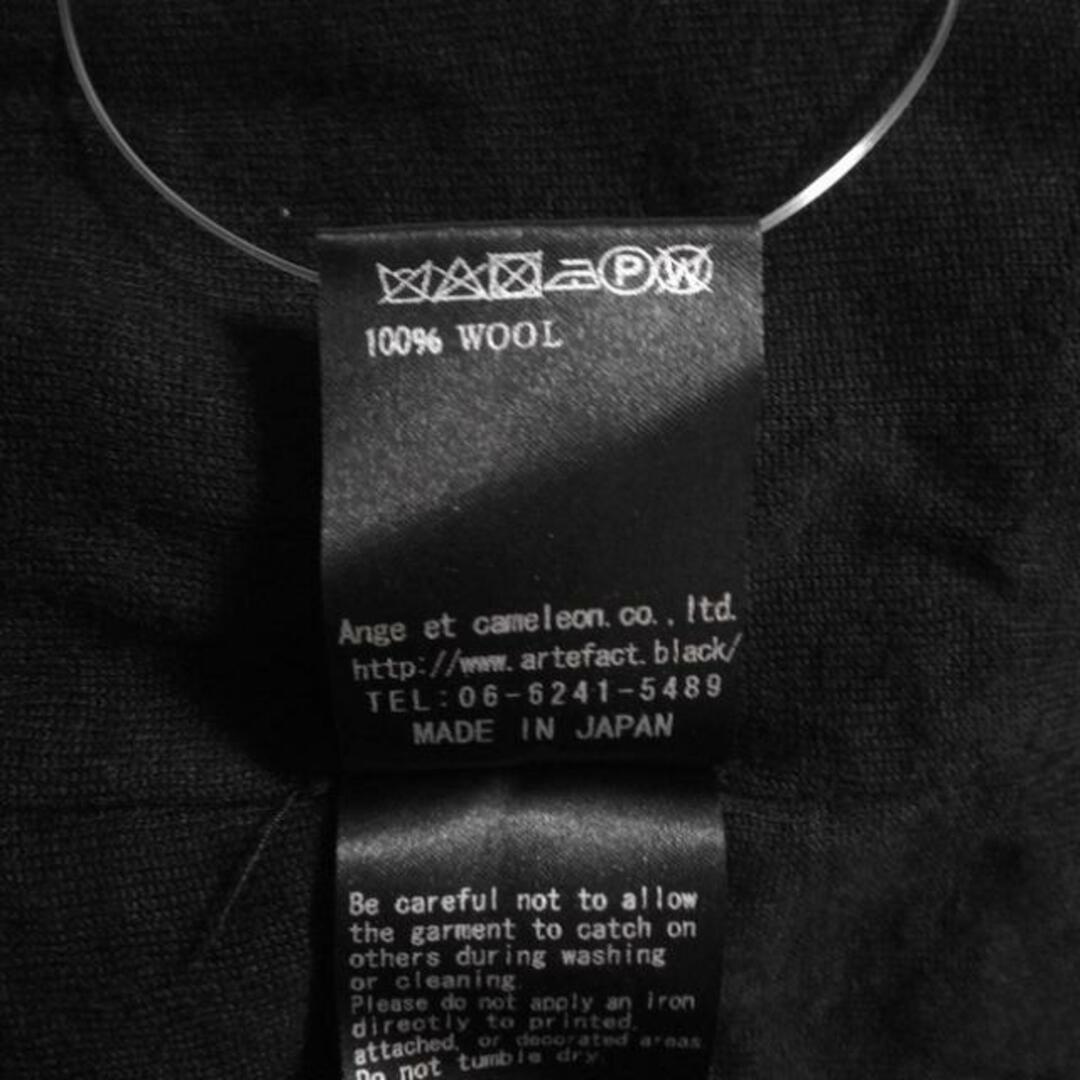 P W
100% WOOL
Ange et cameleon.co.,ltd.
http://www.artefact.black/
TEL:06-6241-5489
MADE IN JAPAN
Be careful not to allow
the garment to catch on
others during washing
or cleaning.
Please do not apply an iron
directly to printed,
attached, or decorated areas
Do not tumble dry.